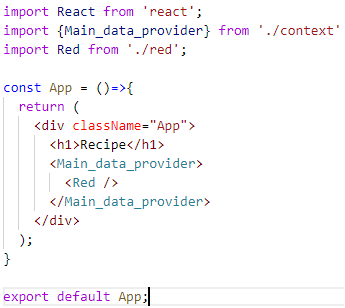 import React from 'react';
import {Main_data_provider} from './context'
import Red from './red';

const App = ()=>{
  return (
    <div className="App">
      <h1>Recipe</h1>
      <Main_data_provider>
        <Red />
      </Main_data_provider>
    </div>
  );
}

export default App;